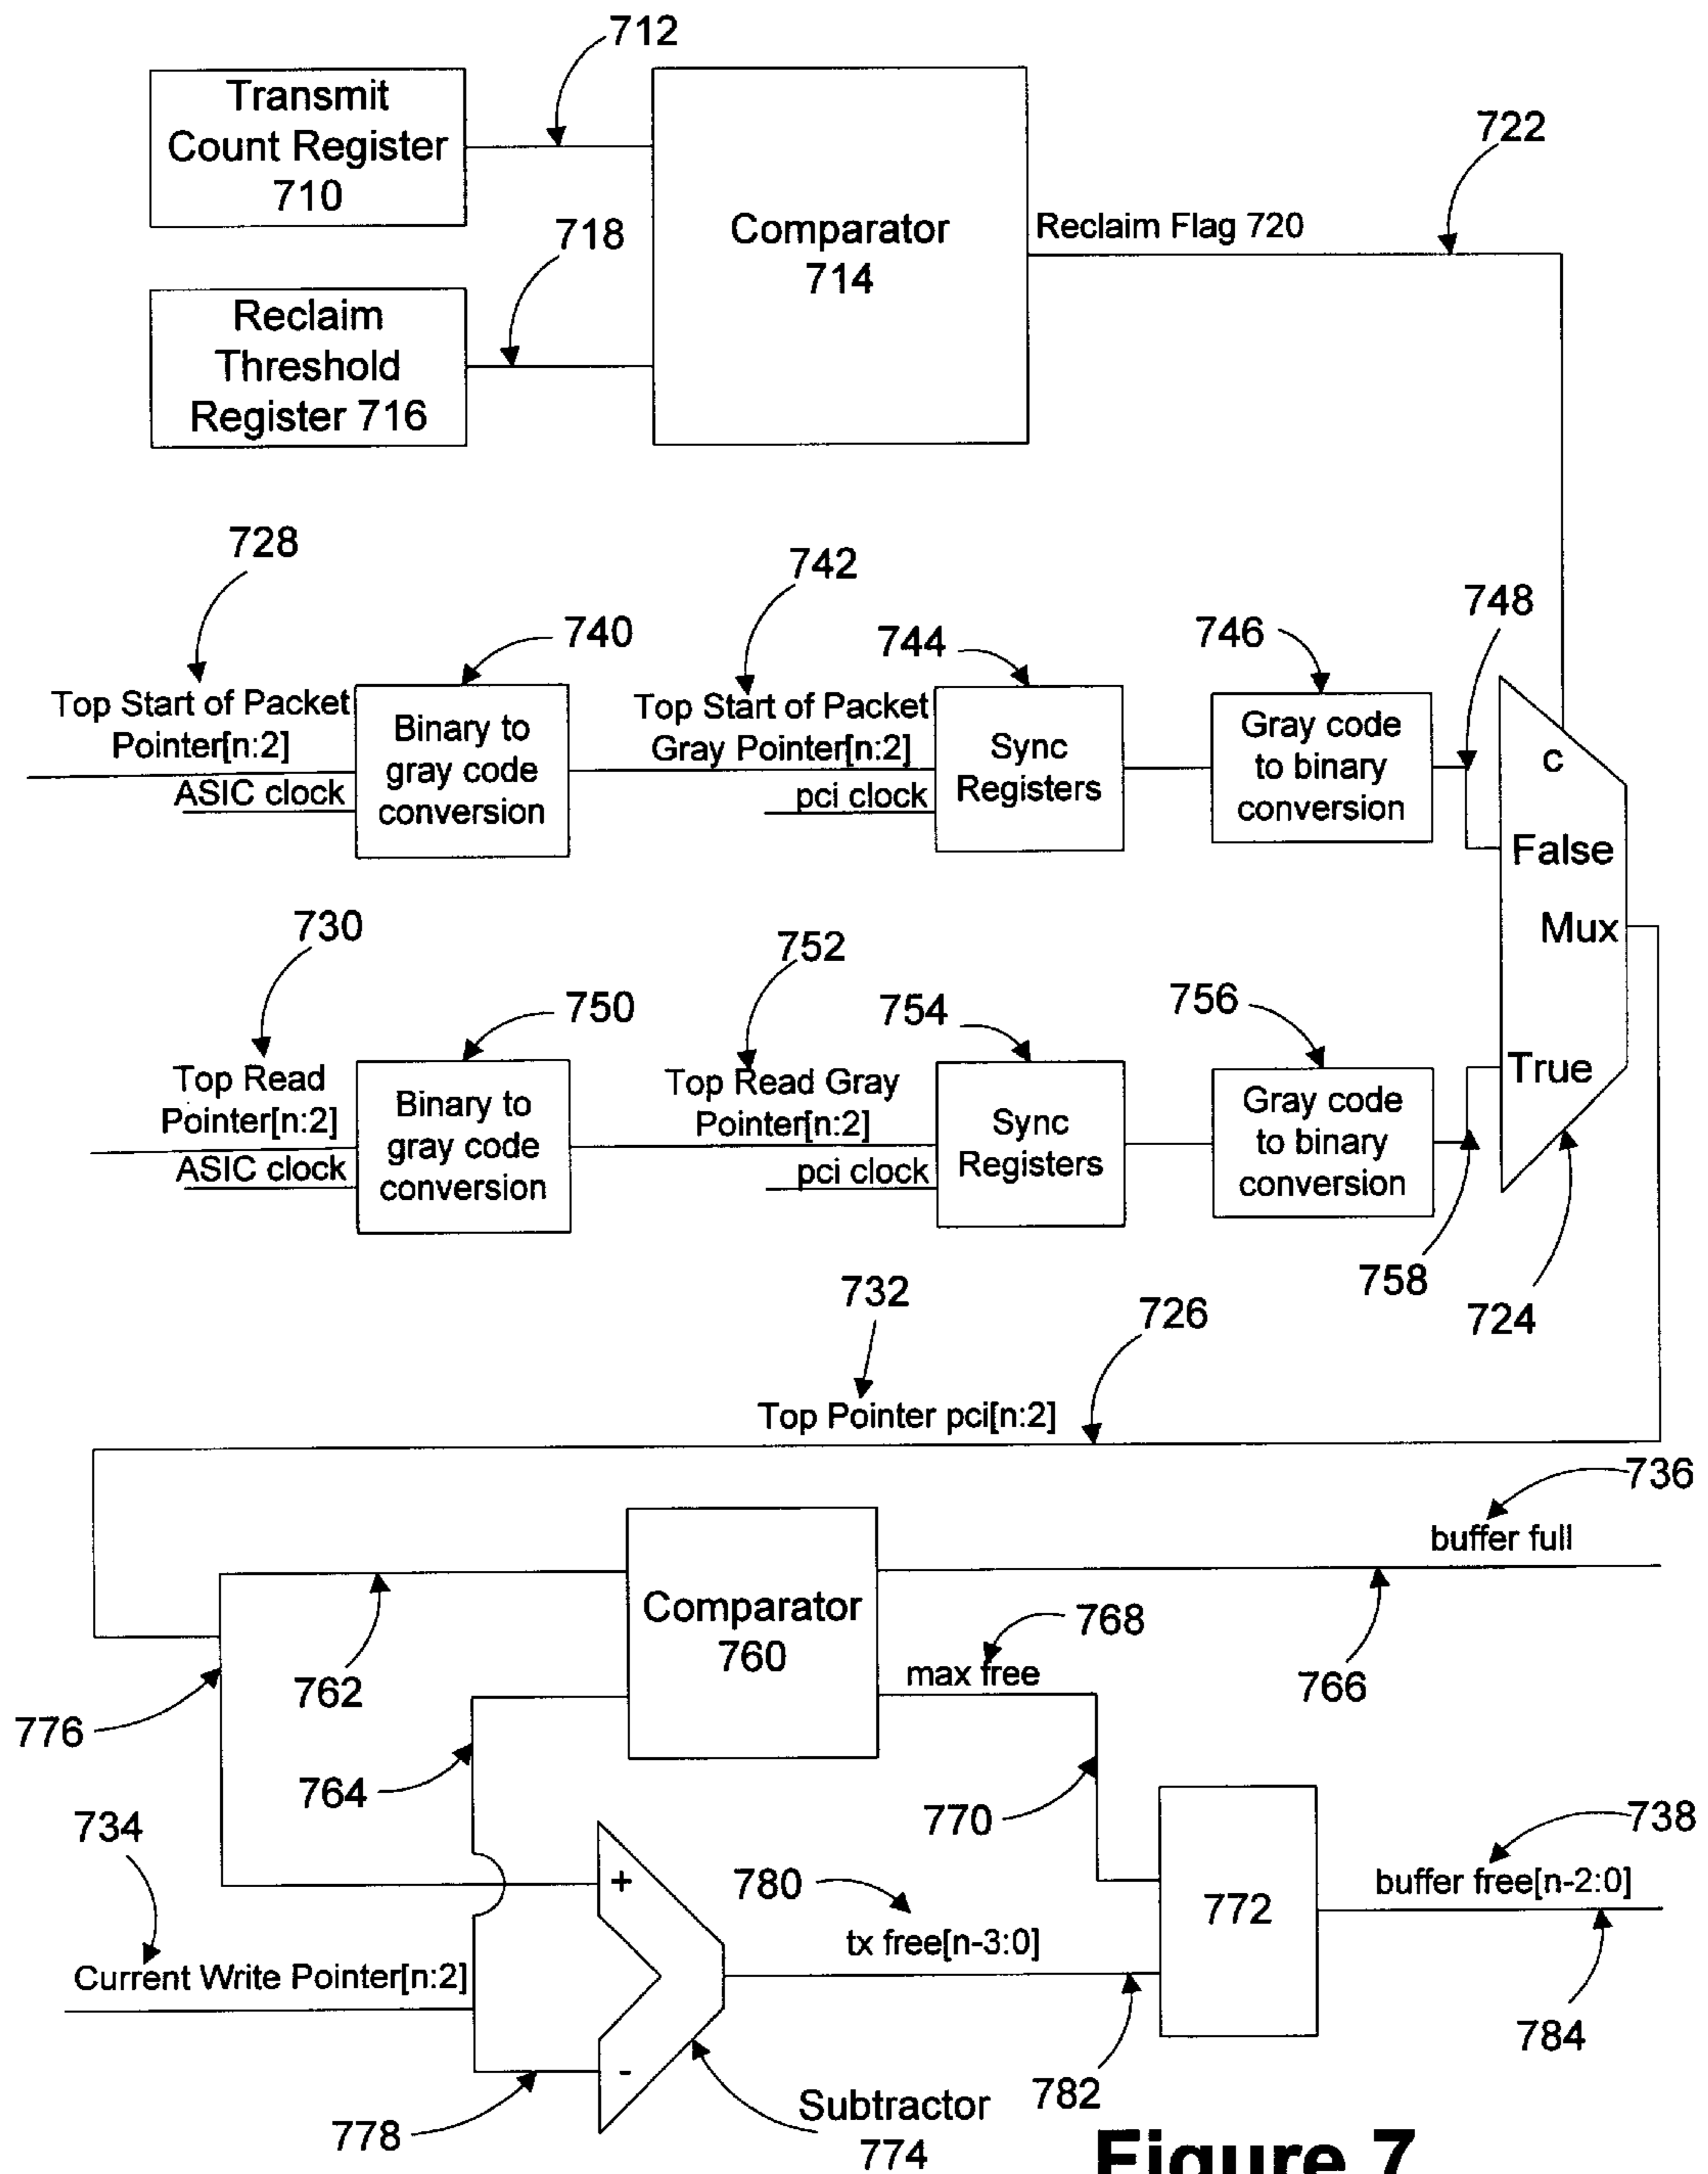 712
Transmit
Count Register
710
722
718
Comparator
714
Reclaim Flag 720
Reclaim
Threshold
Register 716
728
742
748
740
744
746
Top Start of Packet
Pointer[n:2]
ASIC clock
Binary to
gray code
conversion
Top Start of Packet
Gray Pointer[n:2]
pci clock
Sync
Registers
Gray code
to binary
conversion
c
False
Mux
True
730
752
750
754
756
Top Read
Pointer[n:2]
ASIC clock
Binary to
gray code
conversion
Top Read Gray
Pointer[n:2]
pci clock
Sync
Registers
Gray code
to binary
conversion
758
724
732
726
Top Pointer pci[n:2]
736
buffer full
Comparator
760
768
max free
762
766
776
764
770
734
738
+
780
772
buffer free[n-2:0]
tx free[n-3:0]
Current Write Pointer[n:2]
784
-
782
Subtractor
774
778
Figure 7